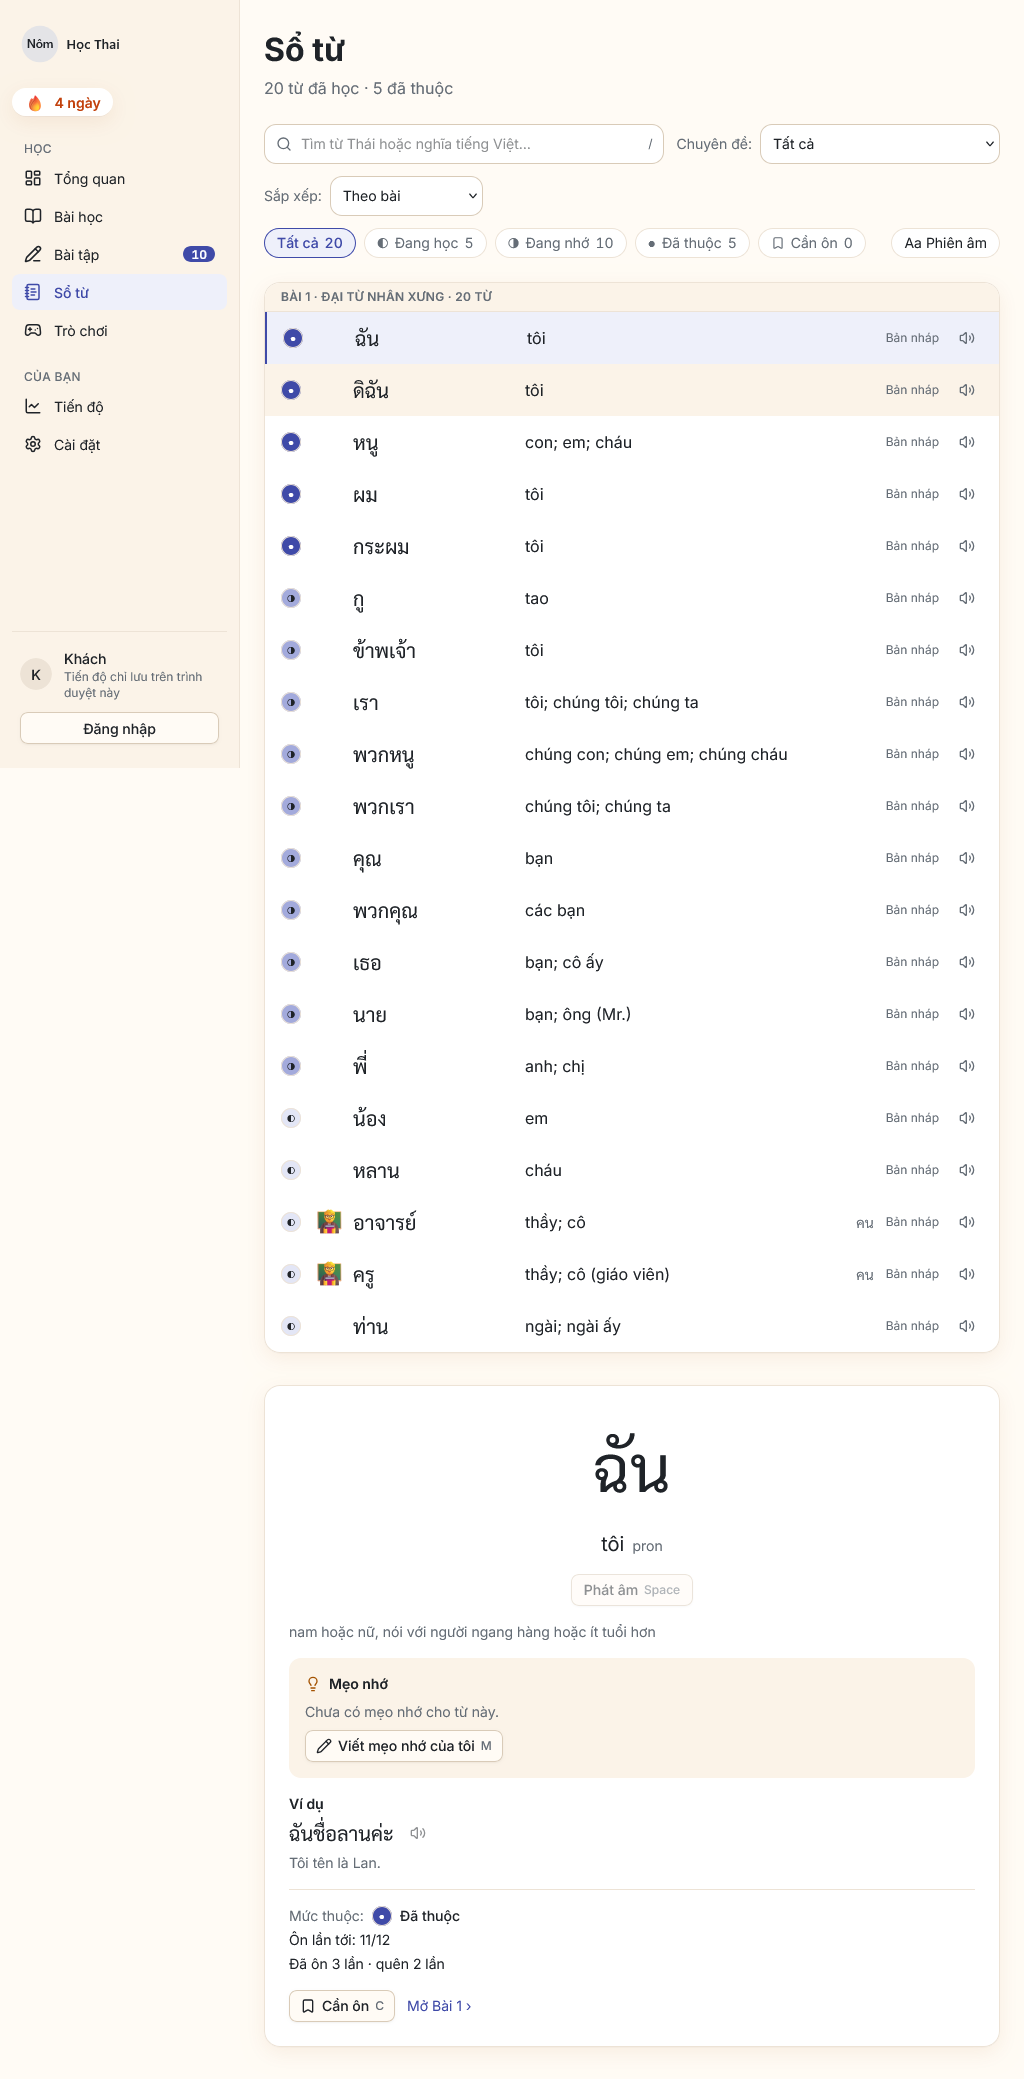 Nôm Học Thai
4 ngày
HỌC
Tổng quan
Bài học
Bài tập 10
Sổ từ
Trò chơi
CỦA BẠN
Tiến độ
Cài đặt
K Khách
Tiến độ chỉ lưu trên trình
duyệt này
Đăng nhập
Sổ từ
20 từ đã học · 5 đã thuộc
Tìm từ Thái hoặc nghĩa tiếng Việt... / Chuyên đề: Tất cả
Sắp xếp: Theo bài
Tất cả 20 Đang học 5 Đang nhớ 10 Đã thuộc 5 Cần ôn 0 Aa Phiên âm
BÀI 1 · ĐẠI TỪ NHÂN XƯNG · 20 TỪ
ฉัน tôi Bản nháp
ดิฉัน tôi Bản nháp
หนู con; em; cháu Bản nháp
ผม tôi Bản nháp
กระผม tôi Bản nháp
กู tao Bản nháp
ข้าพเจ้า tôi Bản nháp
เรา tôi; chúng tôi; chúng ta Bản nháp
พวกหนู chúng con; chúng em; chúng cháu Bản nháp
พวกเรา chúng tôi; chúng ta Bản nháp
คุณ bạn Bản nháp
พวกคุณ các bạn Bản nháp
เธอ bạn; cô ấy Bản nháp
นาย bạn; ông (Mr.) Bản nháp
พี่ anh; chị Bản nháp
น้อง em Bản nháp
หลาน cháu Bản nháp
อาจารย์ thầy; cô คน Bản nháp
ครู thầy; cô (giáo viên) คน Bản nháp
ท่าน ngài; ngài ấy Bản nháp
ฉัน
tôi pron
Phát âm Space
nam hoặc nữ, nói với người ngang hàng hoặc ít tuổi hơn
Mẹo nhớ
Chưa có mẹo nhớ cho từ này.
Viết mẹo nhớ của tôi M
Ví dụ
ฉันชื่อลานค่ะ
Tôi tên là Lan.
Mức thuộc: Đã thuộc
Ôn lần tới: 11/12
Đã ôn 3 lần · quên 2 lần
Cần ôn C Mở Bài 1 ›